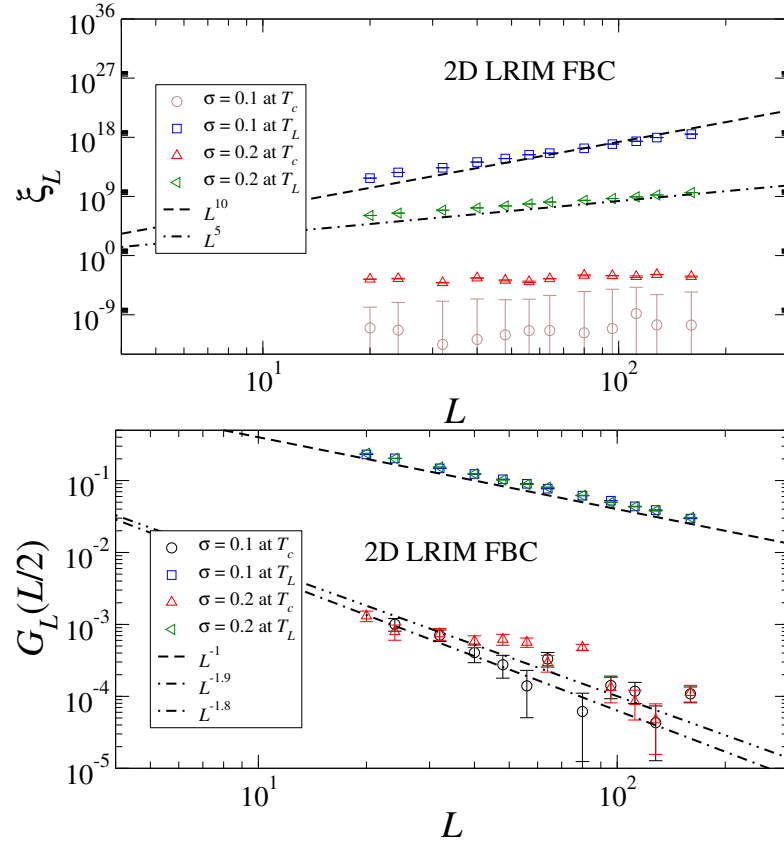 10^36
10^27
10^18
10^9
10^0
10^-9
ξ_L
2D LRIM FBC
σ = 0.1 at T_c
σ = 0.1 at T_L
σ = 0.2 at T_c
σ = 0.2 at T_L
L^10
L^5
10^1
10^2
L
10^-1
10^-2
10^-3
10^-4
10^-5
G_L(L/2)
2D LRIM FBC
σ = 0.1 at T_c
σ = 0.1 at T_L
σ = 0.2 at T_c
σ = 0.2 at T_L
L^-1
L^-1.9
L^-1.8
10^1
10^2
L